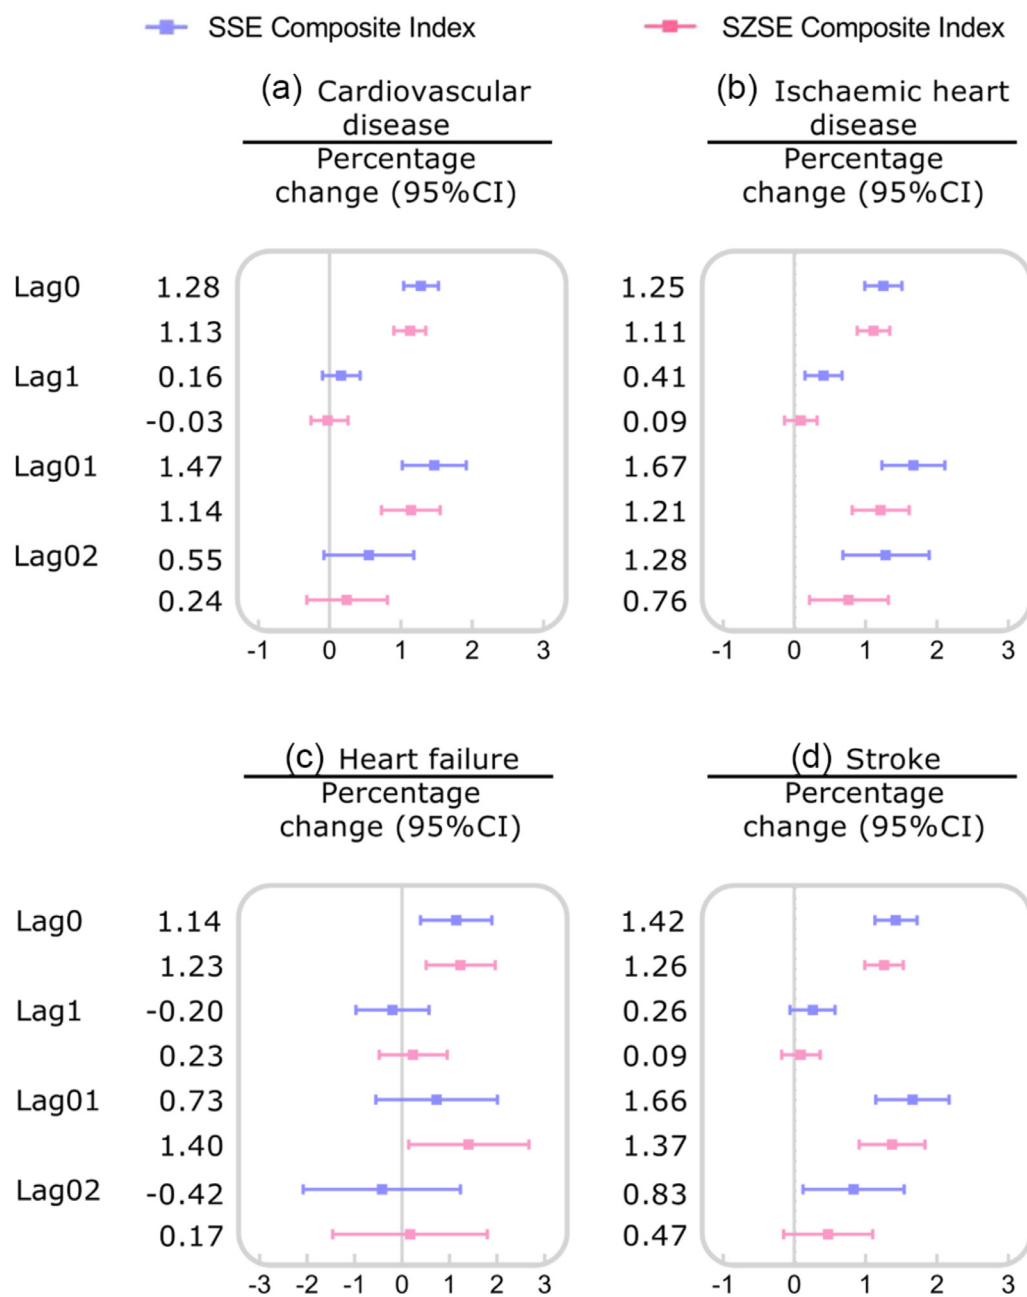 SSE Composite Index SZSE Composite Index
(a) Cardiovascular disease
Percentage change (95%CI)
(b) Ischaemic heart disease
Percentage change (95%CI)
Lag0 1.28 1.25
1.13 1.11
Lag1 0.16 0.41
-0.03 0.09
Lag01 1.47 1.67
1.14 1.21
Lag02 0.55 1.28
0.24 0.76
-1 0 1 2 3 -1 0 1 2 3
(c) Heart failure (d) Stroke
Percentage Percentage
change (95%CI) change (95%CI)
Lag0 1.14 1.42
1.23 1.26
Lag1 -0.20 0.26
0.23 0.09
Lag01 0.73 1.66
1.40 1.37
Lag02 -0.42 0.83
0.17 0.47
-3 -2 -1 0 1 2 3 -1 0 1 2 3